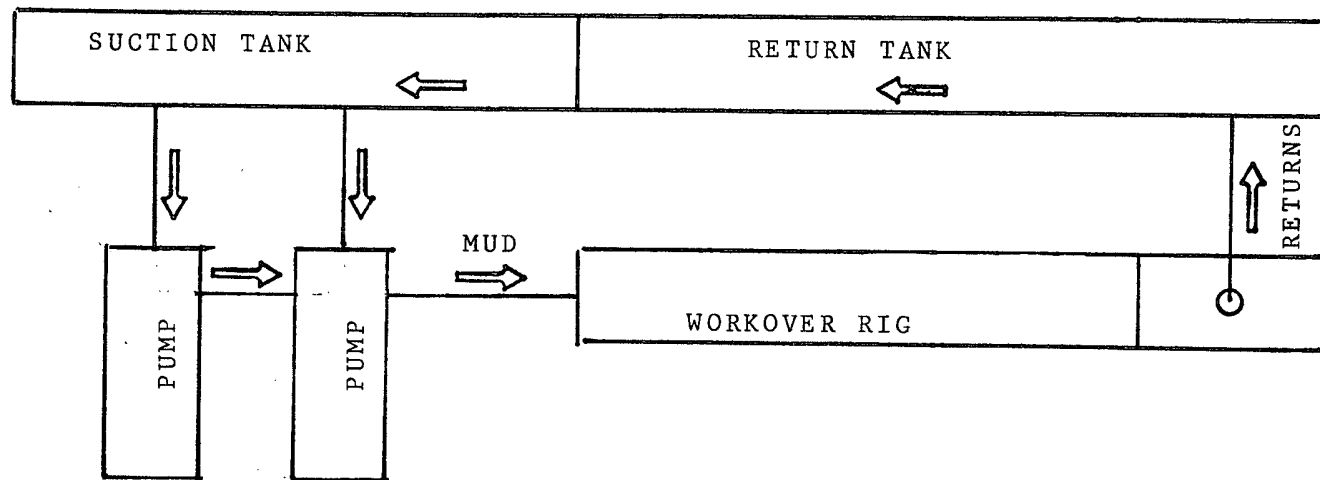 SUCTION TANK
RETURN TANK
RETURNS
MUD
PUMP
PUMP
WORKOVER RIG